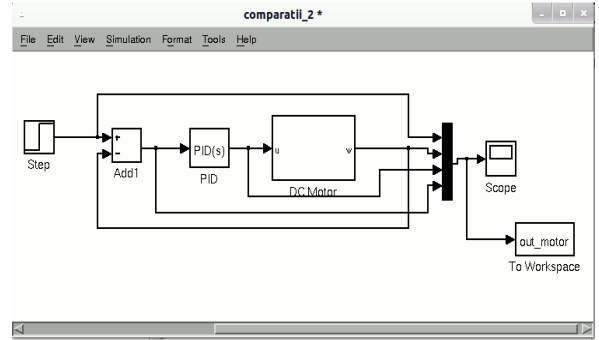 comparatii_2 *
File Edit View Simulation Format Tools Help
Step
+
−
Add1
PID(s)
PID
u
w
DC Motor
Scope
out_motor
To Workspace